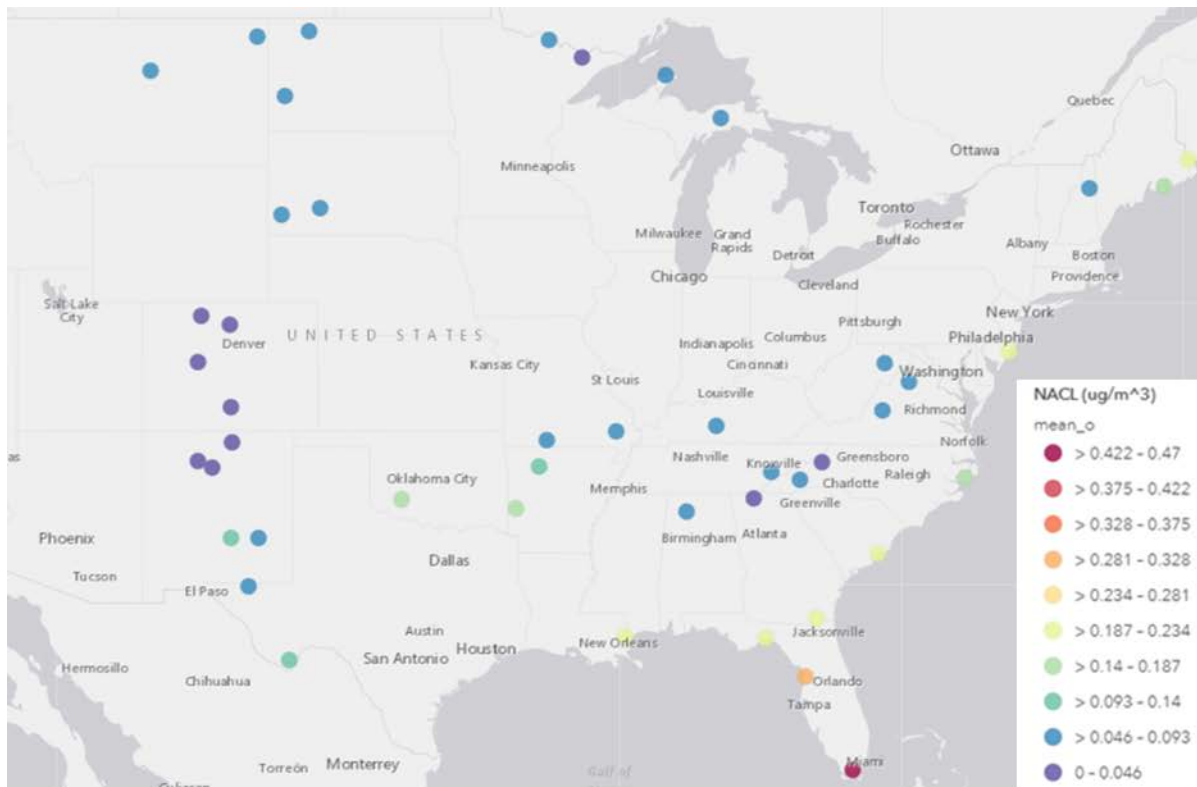 Quebec
Ottawa
Minneapolis
Toronto
Rochester
Milwaukee
Grand
Rapids
Buffalo
Albany
Detroit
Boston
Chicago
Providence
Cleveland
Salt Lake
City
New York
Pittsburgh
UNITED STATES
Denver
Columbus
Philadelphia
Indianapolis
Kansas City
Cincinnati
Washington
St Louis
Louisville
Richmond
Norfolk
as
Nashville
Knoxville
Greensboro
Raleigh
Oklahoma City
Charlotte
Memphis
Greenville
Phoenix
Birmingham
Atlanta
Dallas
Tucson
El Paso
Austin
Jacksonville
New Orleans
Houston
San Antonio
Hermosillo
Chihuahua
Orlando
Tampa
Miami
Torreón
Monterrey
Gulf of
NACL (ug/m^3)
mean_o
> 0.422 - 0.47
> 0.375 - 0.422
> 0.328 - 0.375
> 0.281 - 0.328
> 0.234 - 0.281
> 0.187 - 0.234
> 0.14 - 0.187
> 0.093 - 0.14
> 0.046 - 0.093
0 - 0.046